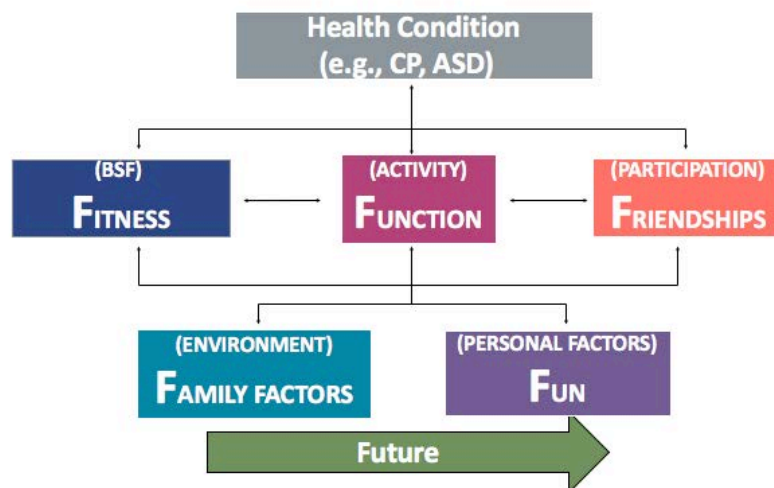 Health Condition
(e.g., CP, ASD)
(BSF)
FITNESS
(ACTIVITY)
FUNCTION
(PARTICIPATION)
FRIENDSHIPS
(ENVIRONMENT)
FAMILY FACTORS
(PERSONAL FACTORS)
FUN
Future